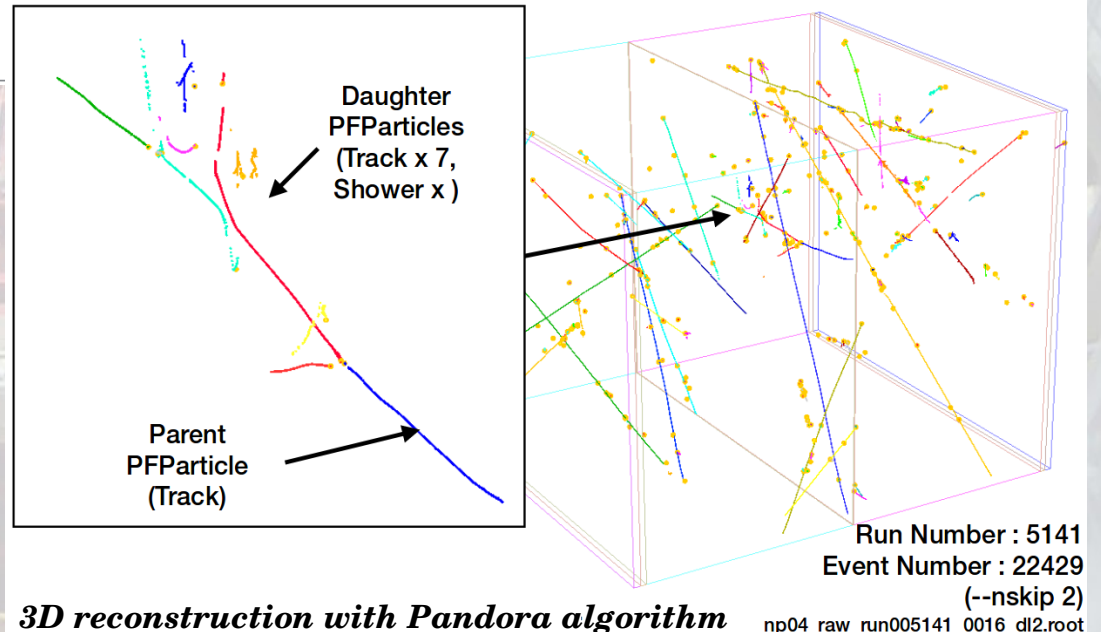 Daughter
PFParticles
(Track x 7,
Shower x )
Parent
PFParticle
(Track)
Run Number : 5141
Event Number : 22429
(--nskip 2)
3D reconstruction with Pandora algorithm
np04_raw_run005141_0016_dl2.root